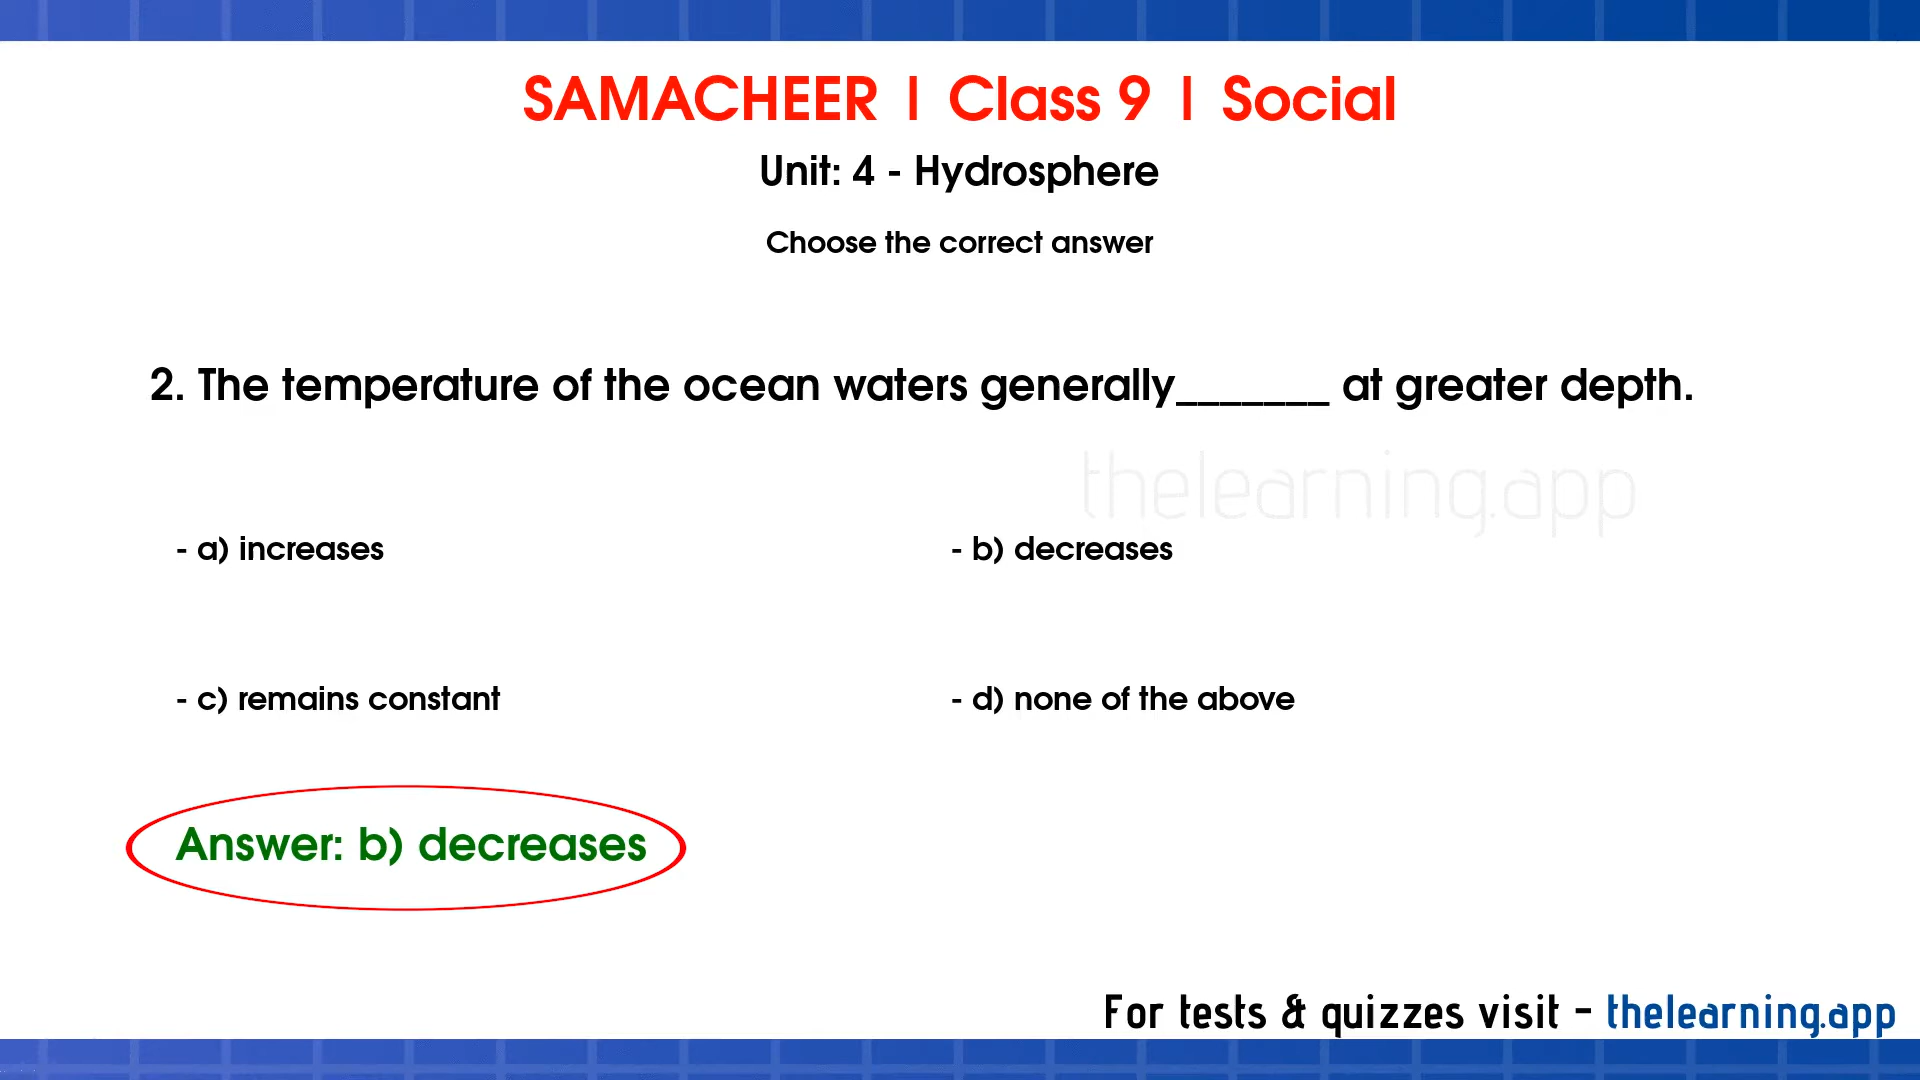 SAMACHEER | Class 9 | Social
Unit: 4 - Hydrosphere
Choose the correct answer
2. The temperature of the ocean waters generally_______ at greater depth.
thelearning.app
- a) increases
- b) decreases
- c) remains constant
- d) none of the above
Answer: b) decreases
For tests & quizzes visit - thelearning.app